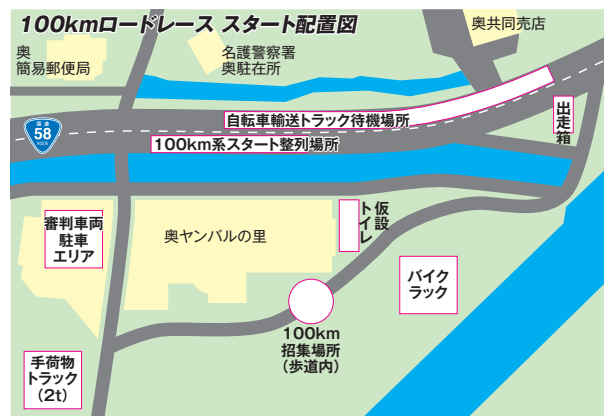 100kmロードレース スタート配置図
奥
簡易郵便局
名護警察署
奥駐在所
奥共同売店
国道
58
ROUTE
自転車輸送トラック待機場所
100km系スタート整列場所
出走箱
審判車両
駐車
エリア
奥ヤンバルの里
仮設
トイレ
バイク
ラック
100km
招集場所
(歩道内)
手荷物
トラック
(2t)